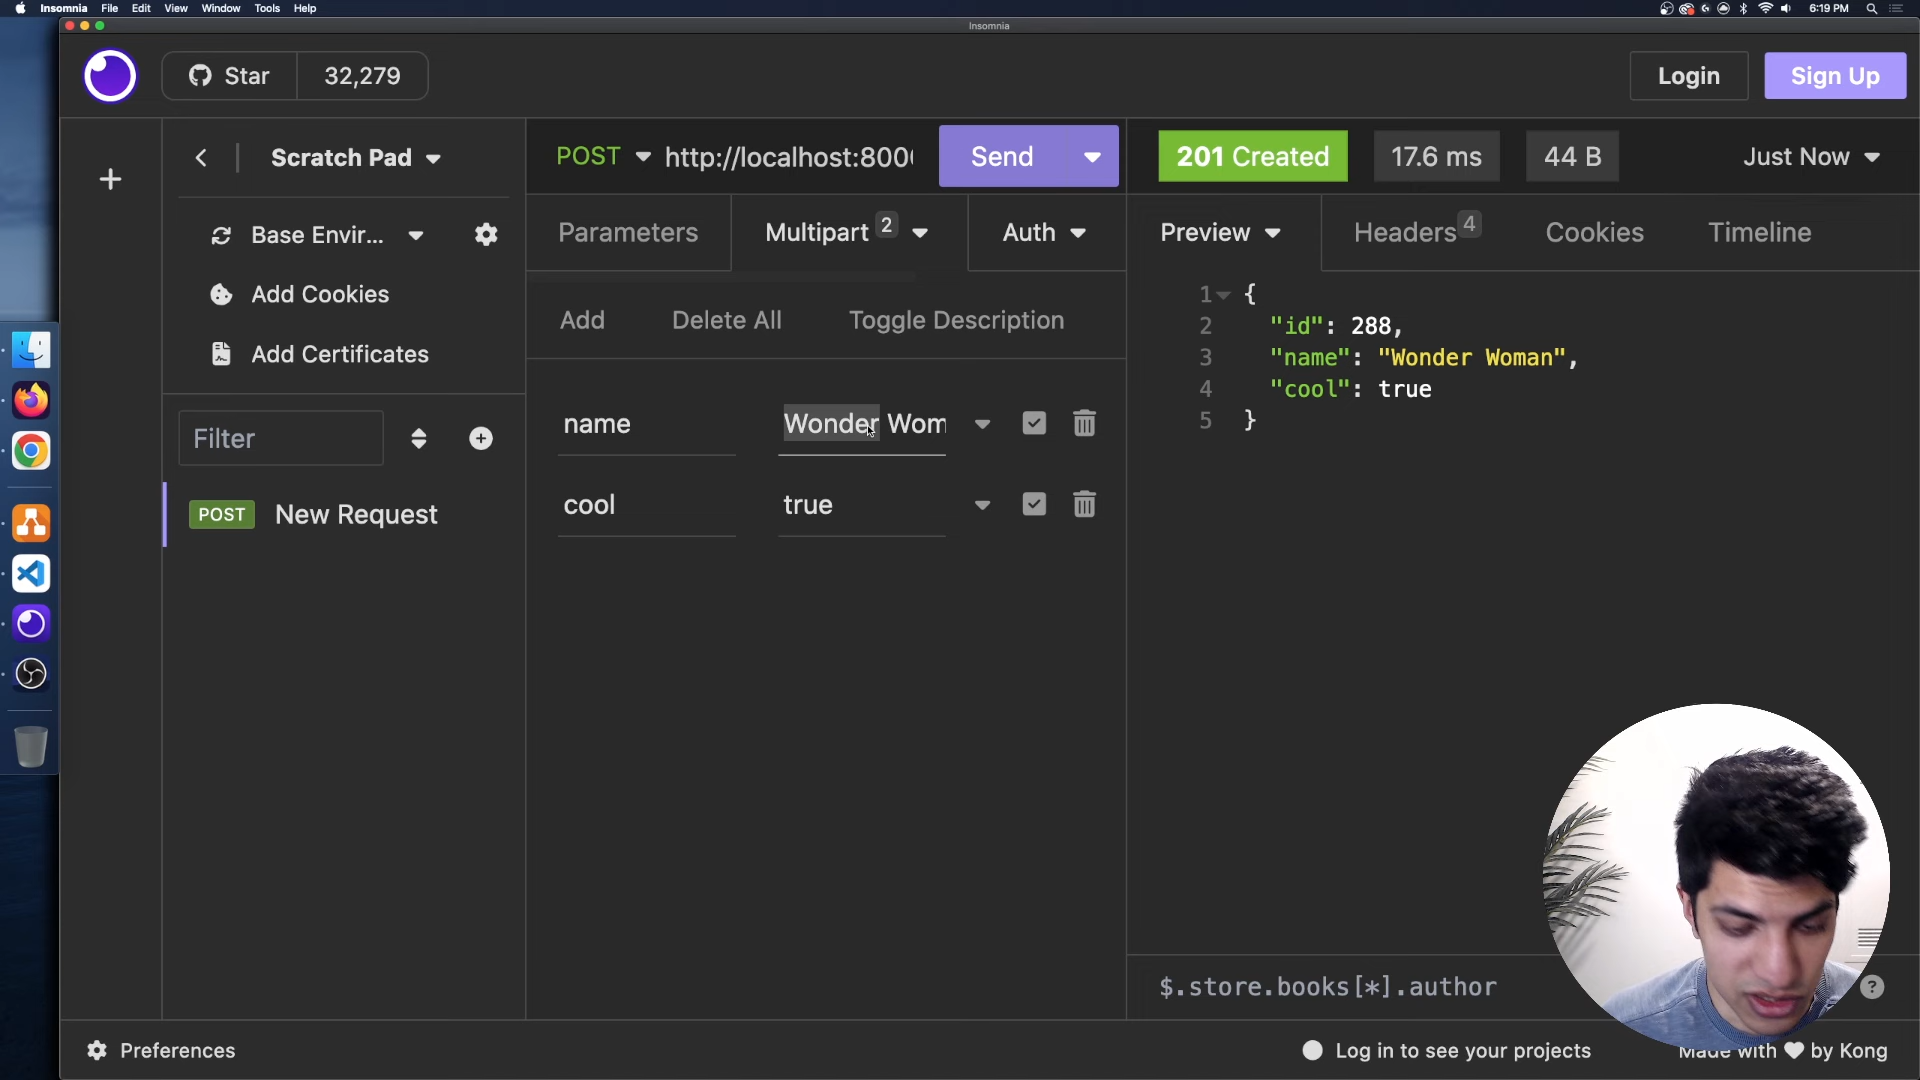 Insomnia File Edit View Window Tools Help
6:19 PM
Insomnia
Star 32,279
Login Sign Up
Scratch Pad
POST http://localhost:800
Send
201 Created 17.6 ms 44 B Just Now
Base Envir...
Add Cookies
Add Certificates
Filter
POST New Request
Parameters Multipart 2 Auth
Add Delete All Toggle Description
name Wonder Wom
cool true
Preview Headers 4 Cookies Timeline
1 {
2 "id": 288,
3 "name": "Wonder Woman",
4 "cool": true
5 }
$.store.books[*].author
?
Preferences
Log in to see your projects
Made with by Kong